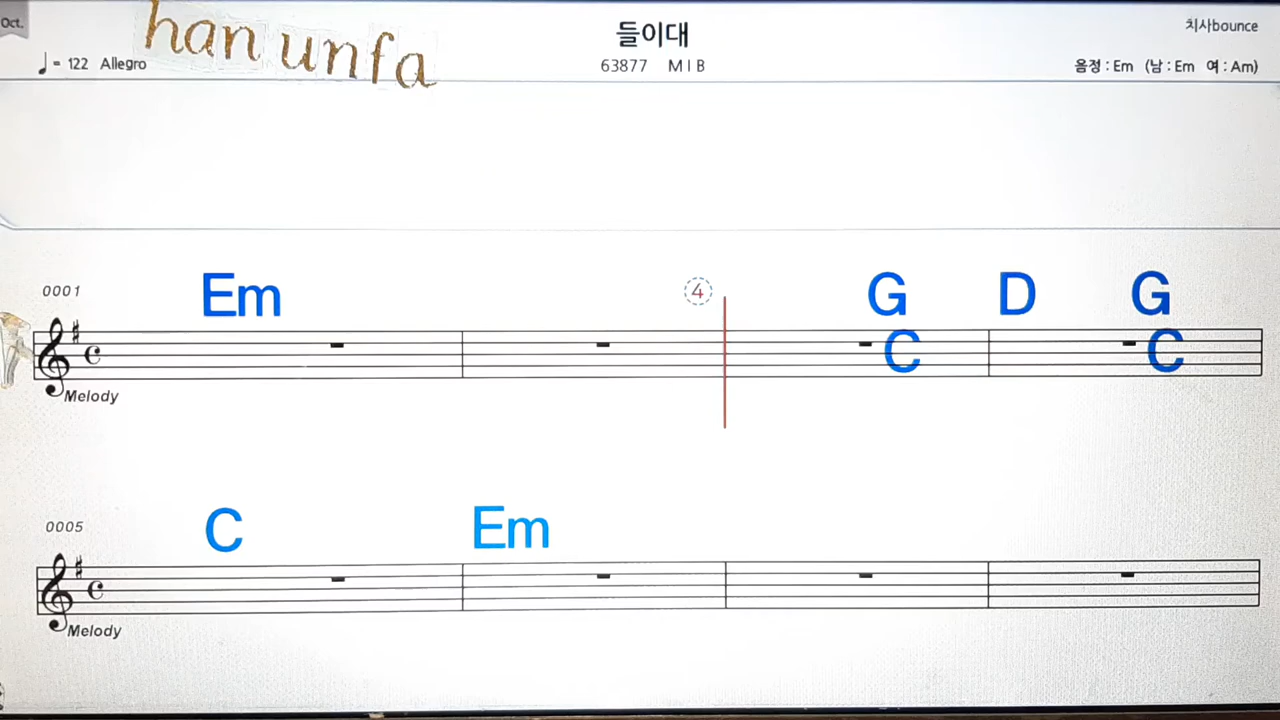 Oct.
han unfa
들이대
치사bounce
♩= 122 Allegro
63877 M I B
음정 : Em (남 : Em 여 : Am)
0001
Em
4
G D G
C C
Melody
0005
C Em
Melody